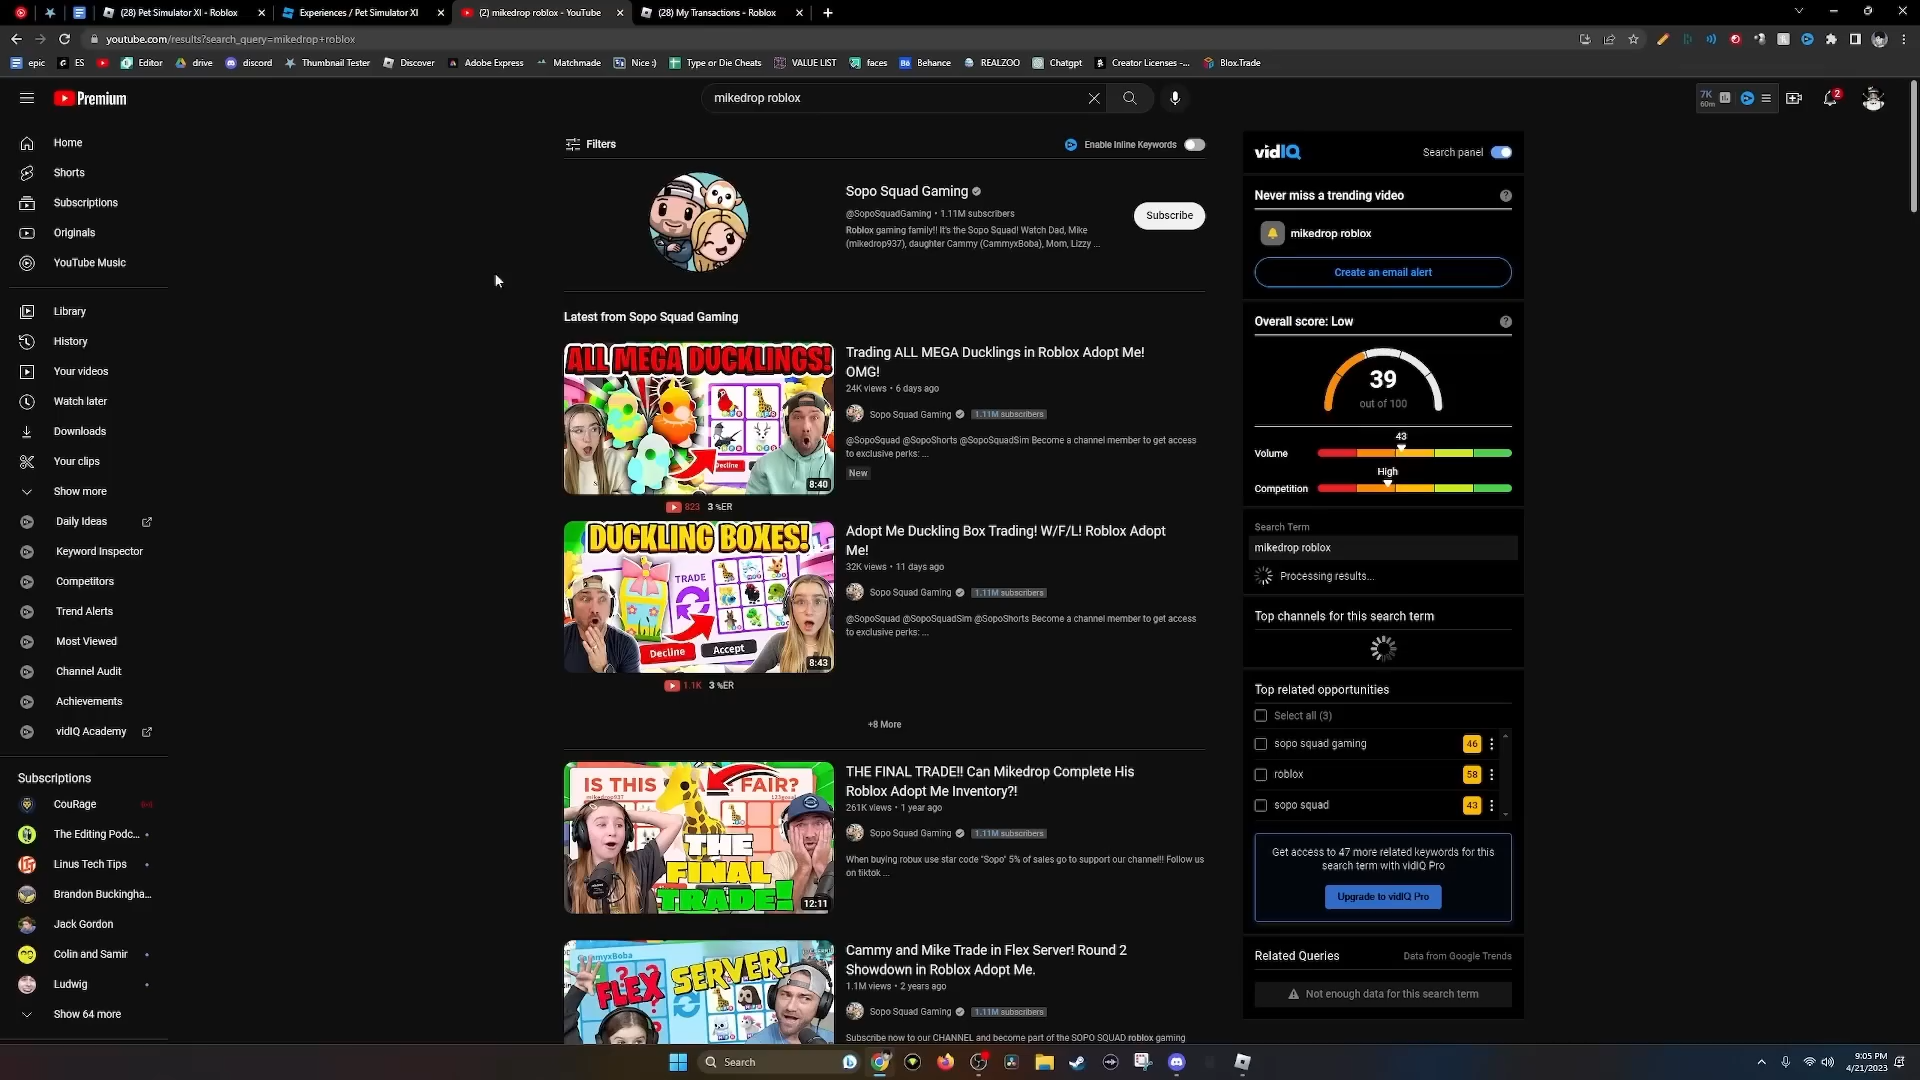 (28) Pet Simulator X! - Roblox
Experiences / Pet Simulator X!
(2) mikedrop roblox - YouTube
(28) My Transactions - Roblox
youtube.com/results?search_query=mikedrop+roblox
epic
ES
Editor
drive
discord
Thumbnail Tester
Discover
Adobe Express
Matchmade
Nice :)
Type or Die Cheats
VALUE LIST
faces
Behance
REALZOO
Chatgpt
Creator Licenses -...
Blox.Trade
Premium
mikedrop roblox
7K
60m
2
Home
Shorts
Subscriptions
Originals
YouTube Music
Library
History
Your videos
Watch later
Downloads
Your clips
Show more
Daily Ideas
Keyword Inspector
Competitors
Trend Alerts
Most Viewed
Channel Audit
Achievements
vidIQ Academy
Subscriptions
CouRage
The Editing Podc...
Linus Tech Tips
Brandon Buckingha...
Jack Gordon
Colin and Samir
Ludwig
Show 64 more
Filters
Enable Inline Keywords
Sopo Squad Gaming
@SopoSquadGaming • 1.11M subscribers
Roblox gaming family!! It's the Sopo Squad! Watch Dad, Mike
(mikedrop937), daughter Cammy (CammyxBoba), Mom, Lizzy ...
Subscribe
Latest from Sopo Squad Gaming
ALL MEGA DUCKLINGS!
Decline
8:40
823 3 %ER
Trading ALL MEGA Ducklings in Roblox Adopt Me!
OMG!
24K views • 6 days ago
Sopo Squad Gaming
1.11M subscribers
@SopoSquad @SopoShorts @SopoSquadSim Become a channel member to get access
to exclusive perks: ...
New
DUCKLING BOXES!
TRADE
Decline
Accept
8:43
1.1K 3 %ER
Adopt Me Duckling Box Trading! W/F/L! Roblox Adopt
Me!
32K views • 11 days ago
Sopo Squad Gaming
1.11M subscribers
@SopoSquad @SopoSquadSim @SopoShorts Become a channel member to get access
to exclusive perks: ...
+8 More
IS THIS FAIR?
mikedrop937
THE
FINAL
TRADE!
12:11
THE FINAL TRADE!! Can Mikedrop Complete His
Roblox Adopt Me Inventory?!
261K views • 1 year ago
Sopo Squad Gaming
1.11M subscribers
When buying robux use star code "Sopo" 5% of sales go to support our channel!! Follow us
on tiktok ...
CammyxBoba
FLEX SERVER!
Cammy and Mike Trade in Flex Server! Round 2
Showdown in Roblox Adopt Me.
1.1M views • 2 years ago
Sopo Squad Gaming
1.11M subscribers
Subscribe now to our CHANNEL and become part of the SOPO SQUAD roblox gaming
vidIQ
Search panel
Never miss a trending video
mikedrop roblox
Create an email alert
Overall score: Low
39
out of 100
43
Volume
High
Competition
Search Term
mikedrop roblox
Processing results...
Top channels for this search term
Top related opportunities
Select all (3)
sopo squad gaming 46
roblox 58
sopo squad 43
Get access to 47 more related keywords for this
search term with vidIQ Pro
Upgrade to vidIQ Pro
Related Queries
Data from Google Trends
Not enough data for this search term
Search
9:05 PM
4/21/2023